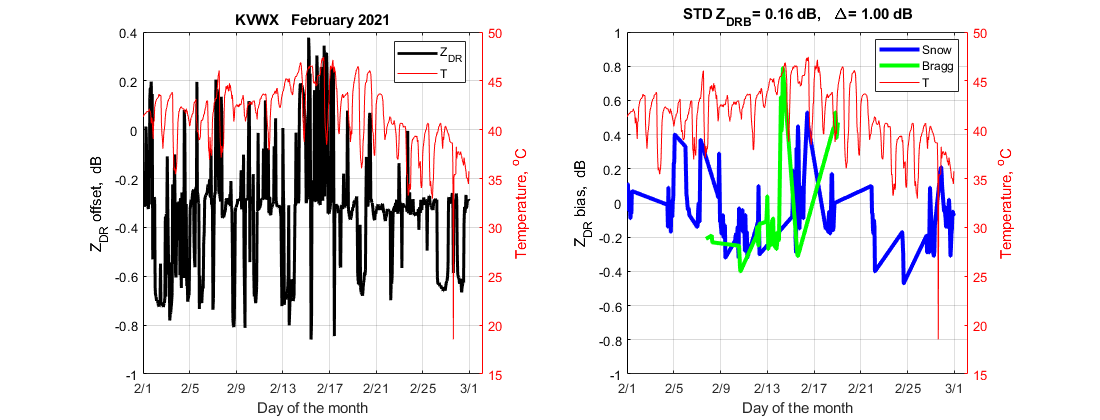 KVWX February 2021
0.4
0.2
0
-0.2
-0.4
-0.6
-0.8
-1
Z_DR offset, dB
50
45
40
35
30
25
20
15
Temperature, °C
Z_DR
T
2/1 2/5 2/9 2/13 2/17 2/21 2/25 3/1
Day of the month
STD Z_DRB= 0.16 dB, Δ= 1.00 dB
1
0.8
0.6
0.4
0.2
0
-0.2
-0.4
-0.6
-0.8
-1
Z_DR bias, dB
50
45
40
35
30
25
20
15
Temperature, °C
Snow
Bragg
T
2/1 2/5 2/9 2/13 2/17 2/21 2/25 3/1
Day of the month